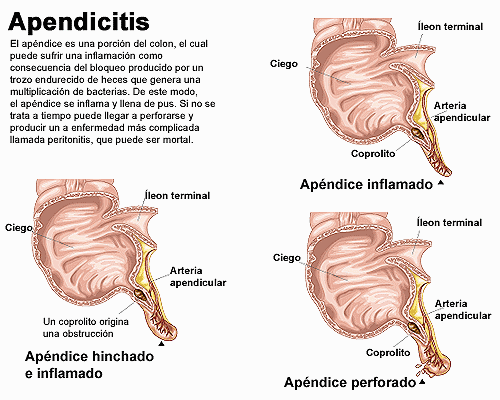 Apendicitis
El apéndice es una porción del colon, el cual
puede sufrir una inflamación como
consecuencia del bloqueo producido por un
trozo endurecido de heces que genera una
multiplicación de bacterias. De este modo,
el apéndice se inflama y llena de pus. Si no se
trata a tiempo puede llegar a perforarse y
producir un a enfermedad más complicada
llamada peritonitis, que puede ser mortal.
Íleon terminal
Ciego
Arteria
apendicular
Coprolito
Apéndice inflamado
Íleon terminal
Ciego
Arteria
apendicular
Un coprolito origina
una obstrucción
Apéndice hinchado
e inflamado
Íleon terminal
Ciego
Arteria
apendicular
Coprolito
Apéndice perforado